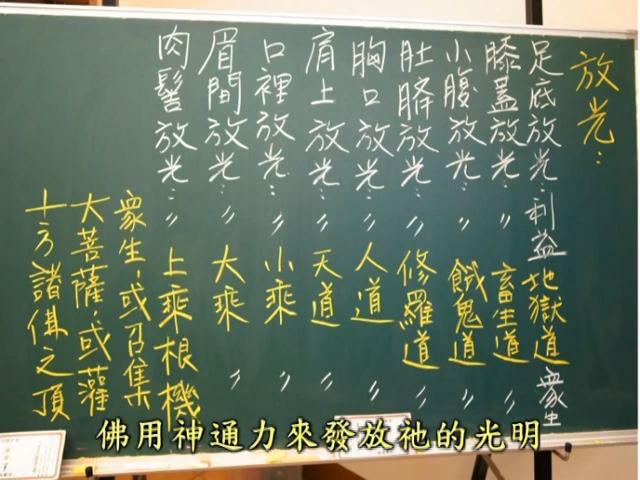 放光：
足底放光：利益地獄道眾生
膝蓋放光：〃畜生道〃
小腹放光：〃餓鬼道〃
肚臍放光：〃修羅道〃
胸口放光：〃人道〃
肩上放光：〃天道〃
口裡放光：〃小乘〃
眉間放光：〃大乘〃
肉髻放光：〃上乘根機
眾生，或召集
大菩薩，或灌
十方諸佛之頂
佛用神通力來發放祂的光明